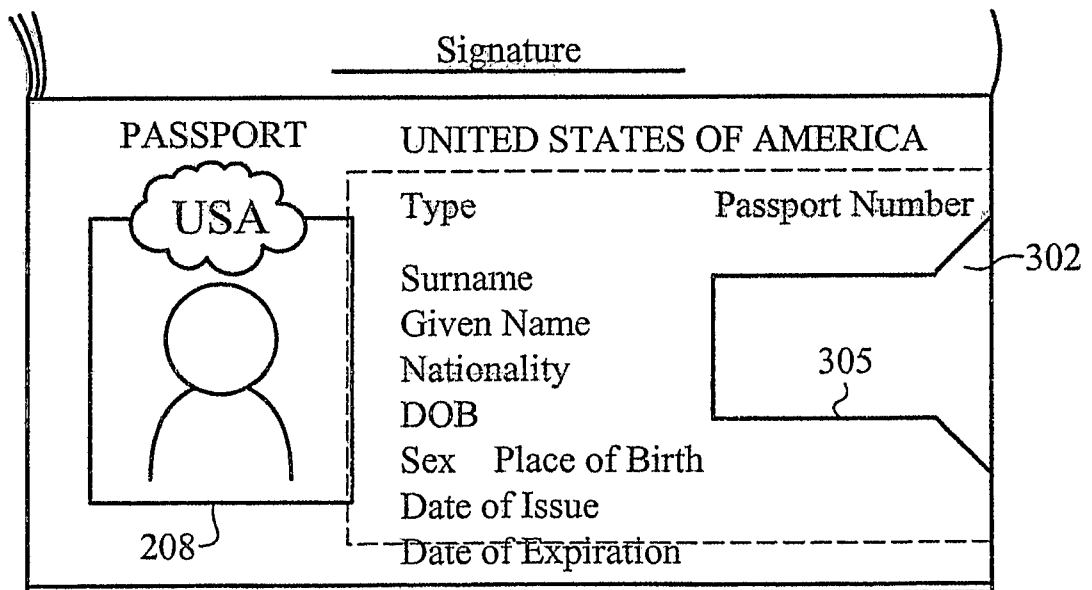 Signature
PASSPORT
UNITED STATES OF AMERICA
USA
Type Passport Number
302
Surname
Given Name
Nationality
305
DOB
Sex Place of Birth
Date of Issue
208
Date of Expiration